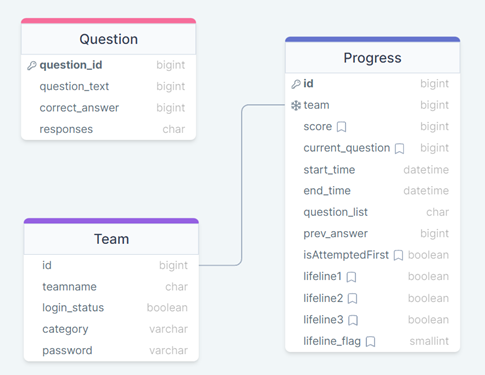 Question
question_id bigint
question_text bigint
correct_answer bigint
responses char
Progress
id bigint
team bigint
score bigint
current_question bigint
start_time datetime
end_time datetime
question_list char
prev_answer bigint
isAttemptedFirst boolean
lifeline1 boolean
lifeline2 boolean
lifeline3 boolean
lifeline_flag smallint
Team
id bigint
teamname char
login_status boolean
category varchar
password varchar